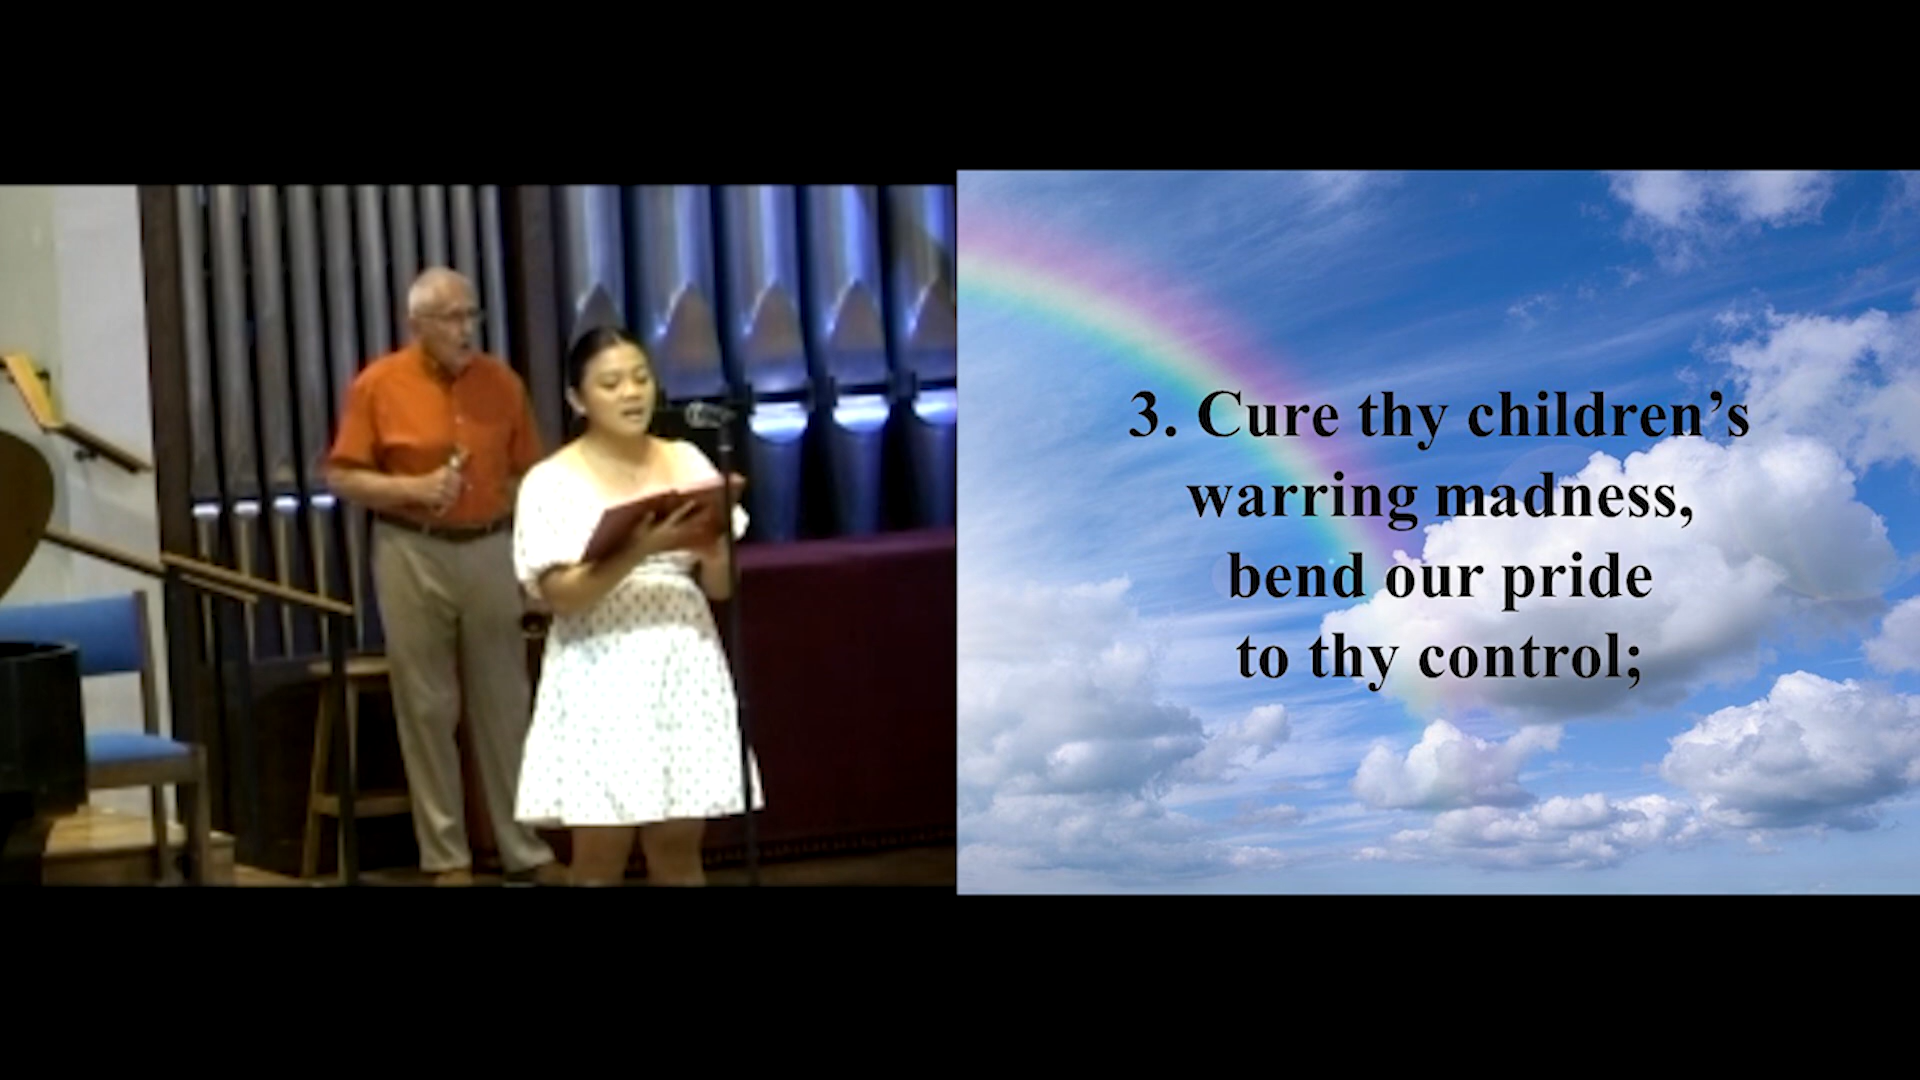 3. Cure thy children’s
warring madness,
bend our pride
to thy control;